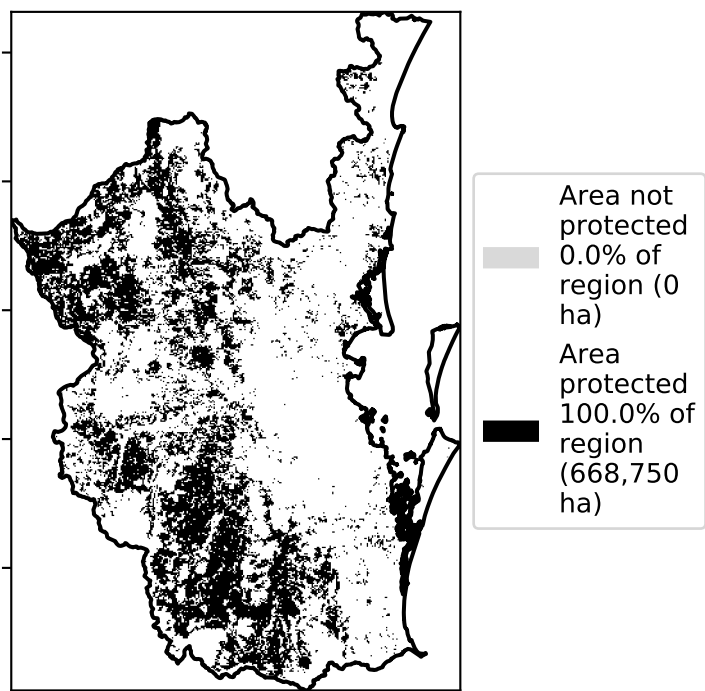 Area not
protected
0.0% of
region (0
ha)
Area
protected
100.0% of
region
(668,750
ha)